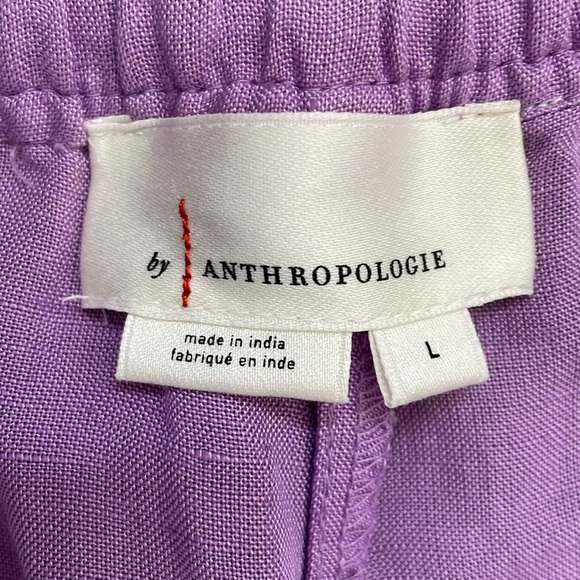 by ANTHROPOLOGIE
made in india
fabriqué en inde
L